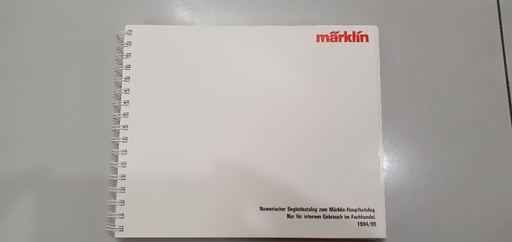 märklin
Numerischer Begleitkatalog zum Märklin-Hauptkatalog
Nur für internen Gebrauch im Fachhandel.
1994/95